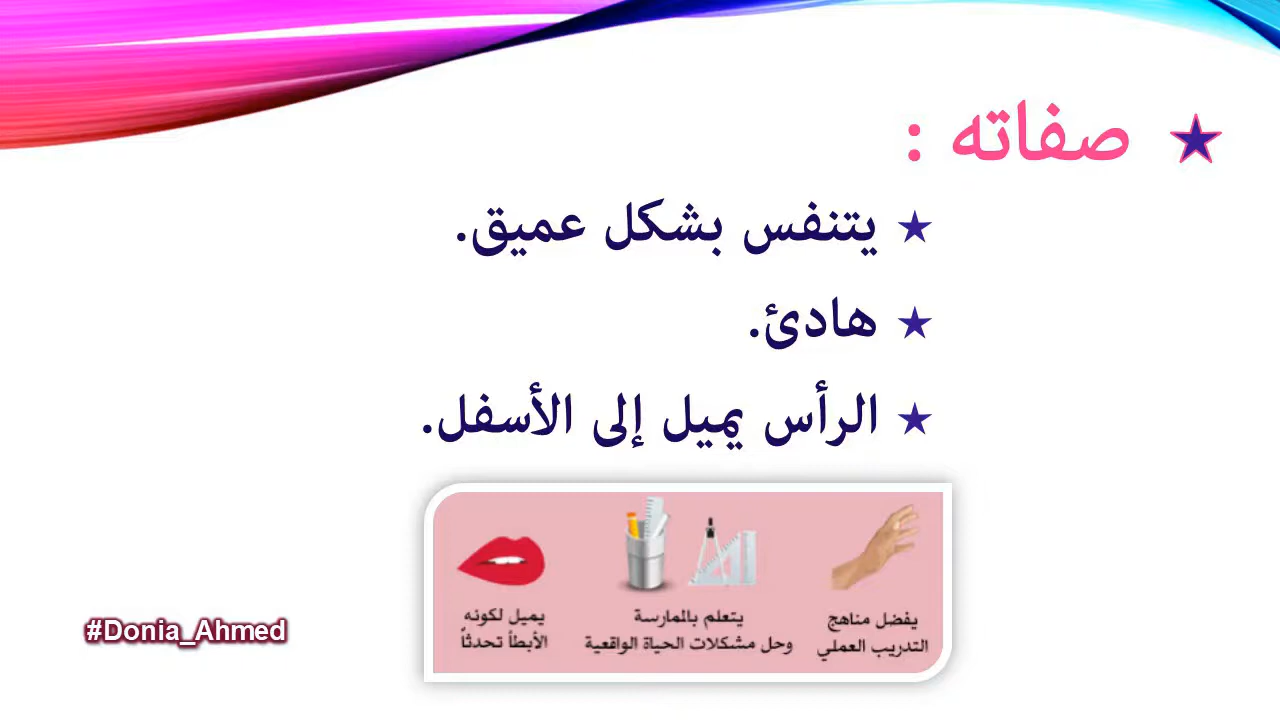 صفاته :
يتنفس بشكل عميق.
هادئ.
الرأس يميل إلى الأسفل.
يفضل مناهج
التدريب العملي
يتعلم بالممارسة
وحل مشكلات الحياة الواقعية
يميل لكونه
الأبطأ تحدثاً
#Donia_Ahmed